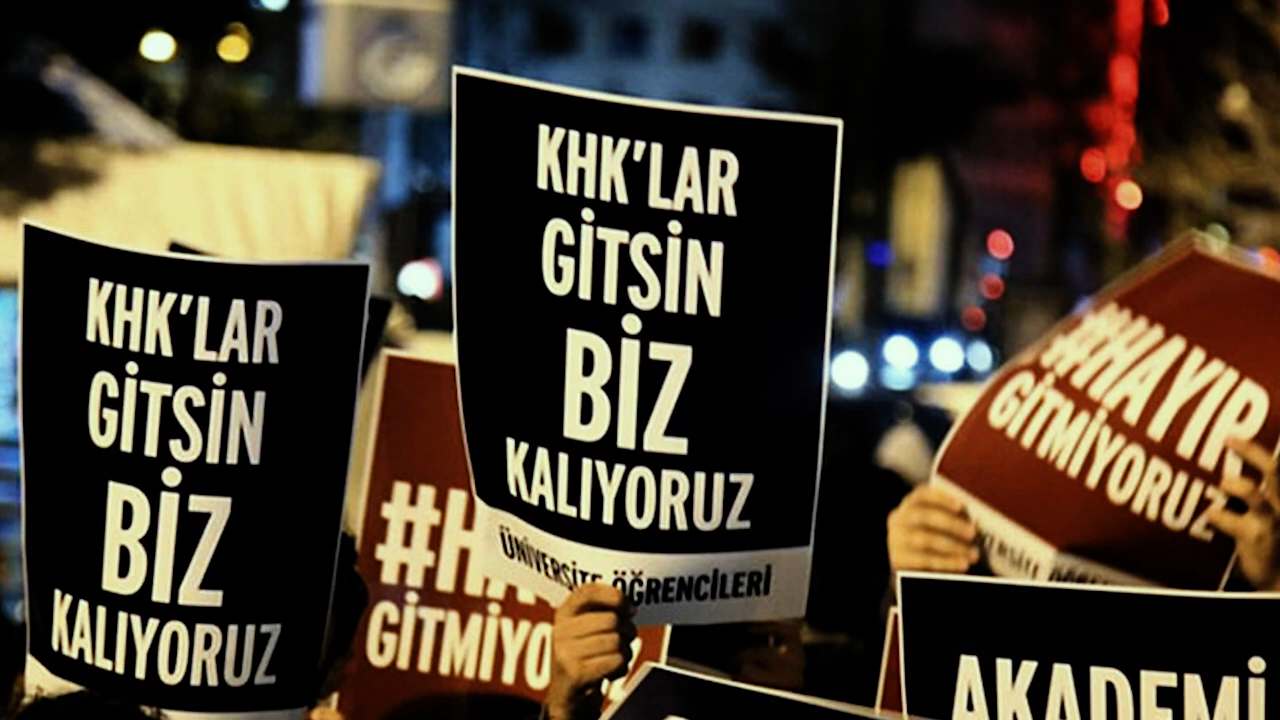 KHK'LAR
GİTSİN
BİZ
KALIYORUZ
KHK'LAR
GİTSİN
BİZ
KALIYORUZ
ÜNİVERSİTE ÖĞRENCİLERİ
GİTMİYO
#HAYIR
GİTMİYORUZ
AKADEMİ